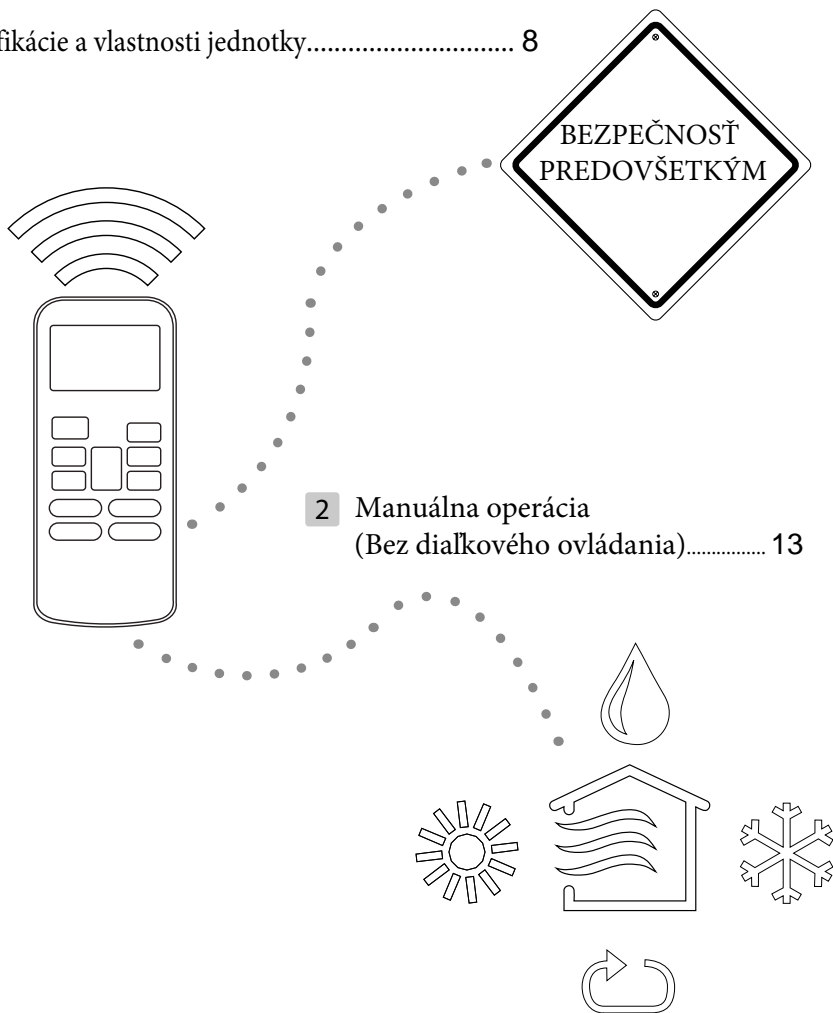 fikácie a vlastnosti jednotky.............................. 8
BEZPEČNOSŤ
PREDOVŠETKÝM
2 Manuálna operácia
(Bez diaľkového ovládania)................ 13